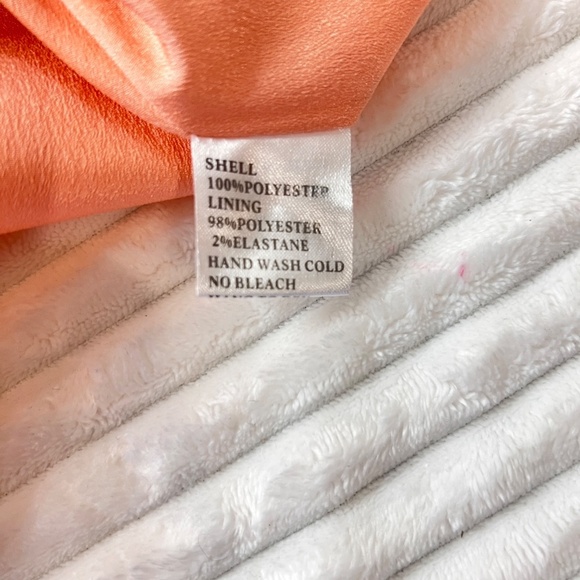 SHELL
100%POLYESTER
LINING
98%POLYESTER
2%ELASTANE
HAND WASH COLD
NO BLEACH